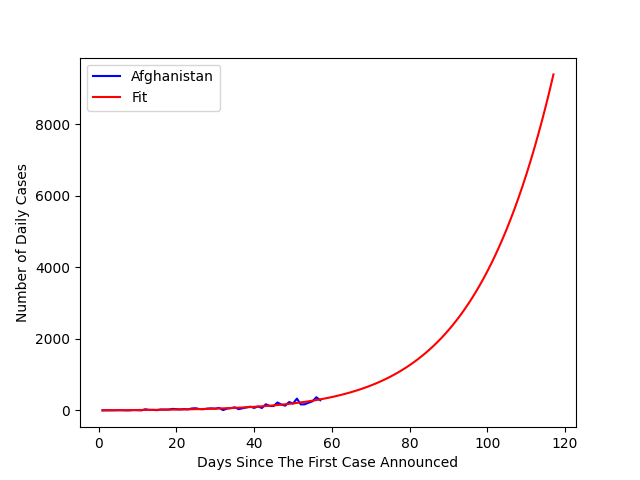 Afghanistan
Fit
Number of Daily Cases
8000
6000
4000
2000
0
0 20 40 60 80 100 120
Days Since The First Case Announced